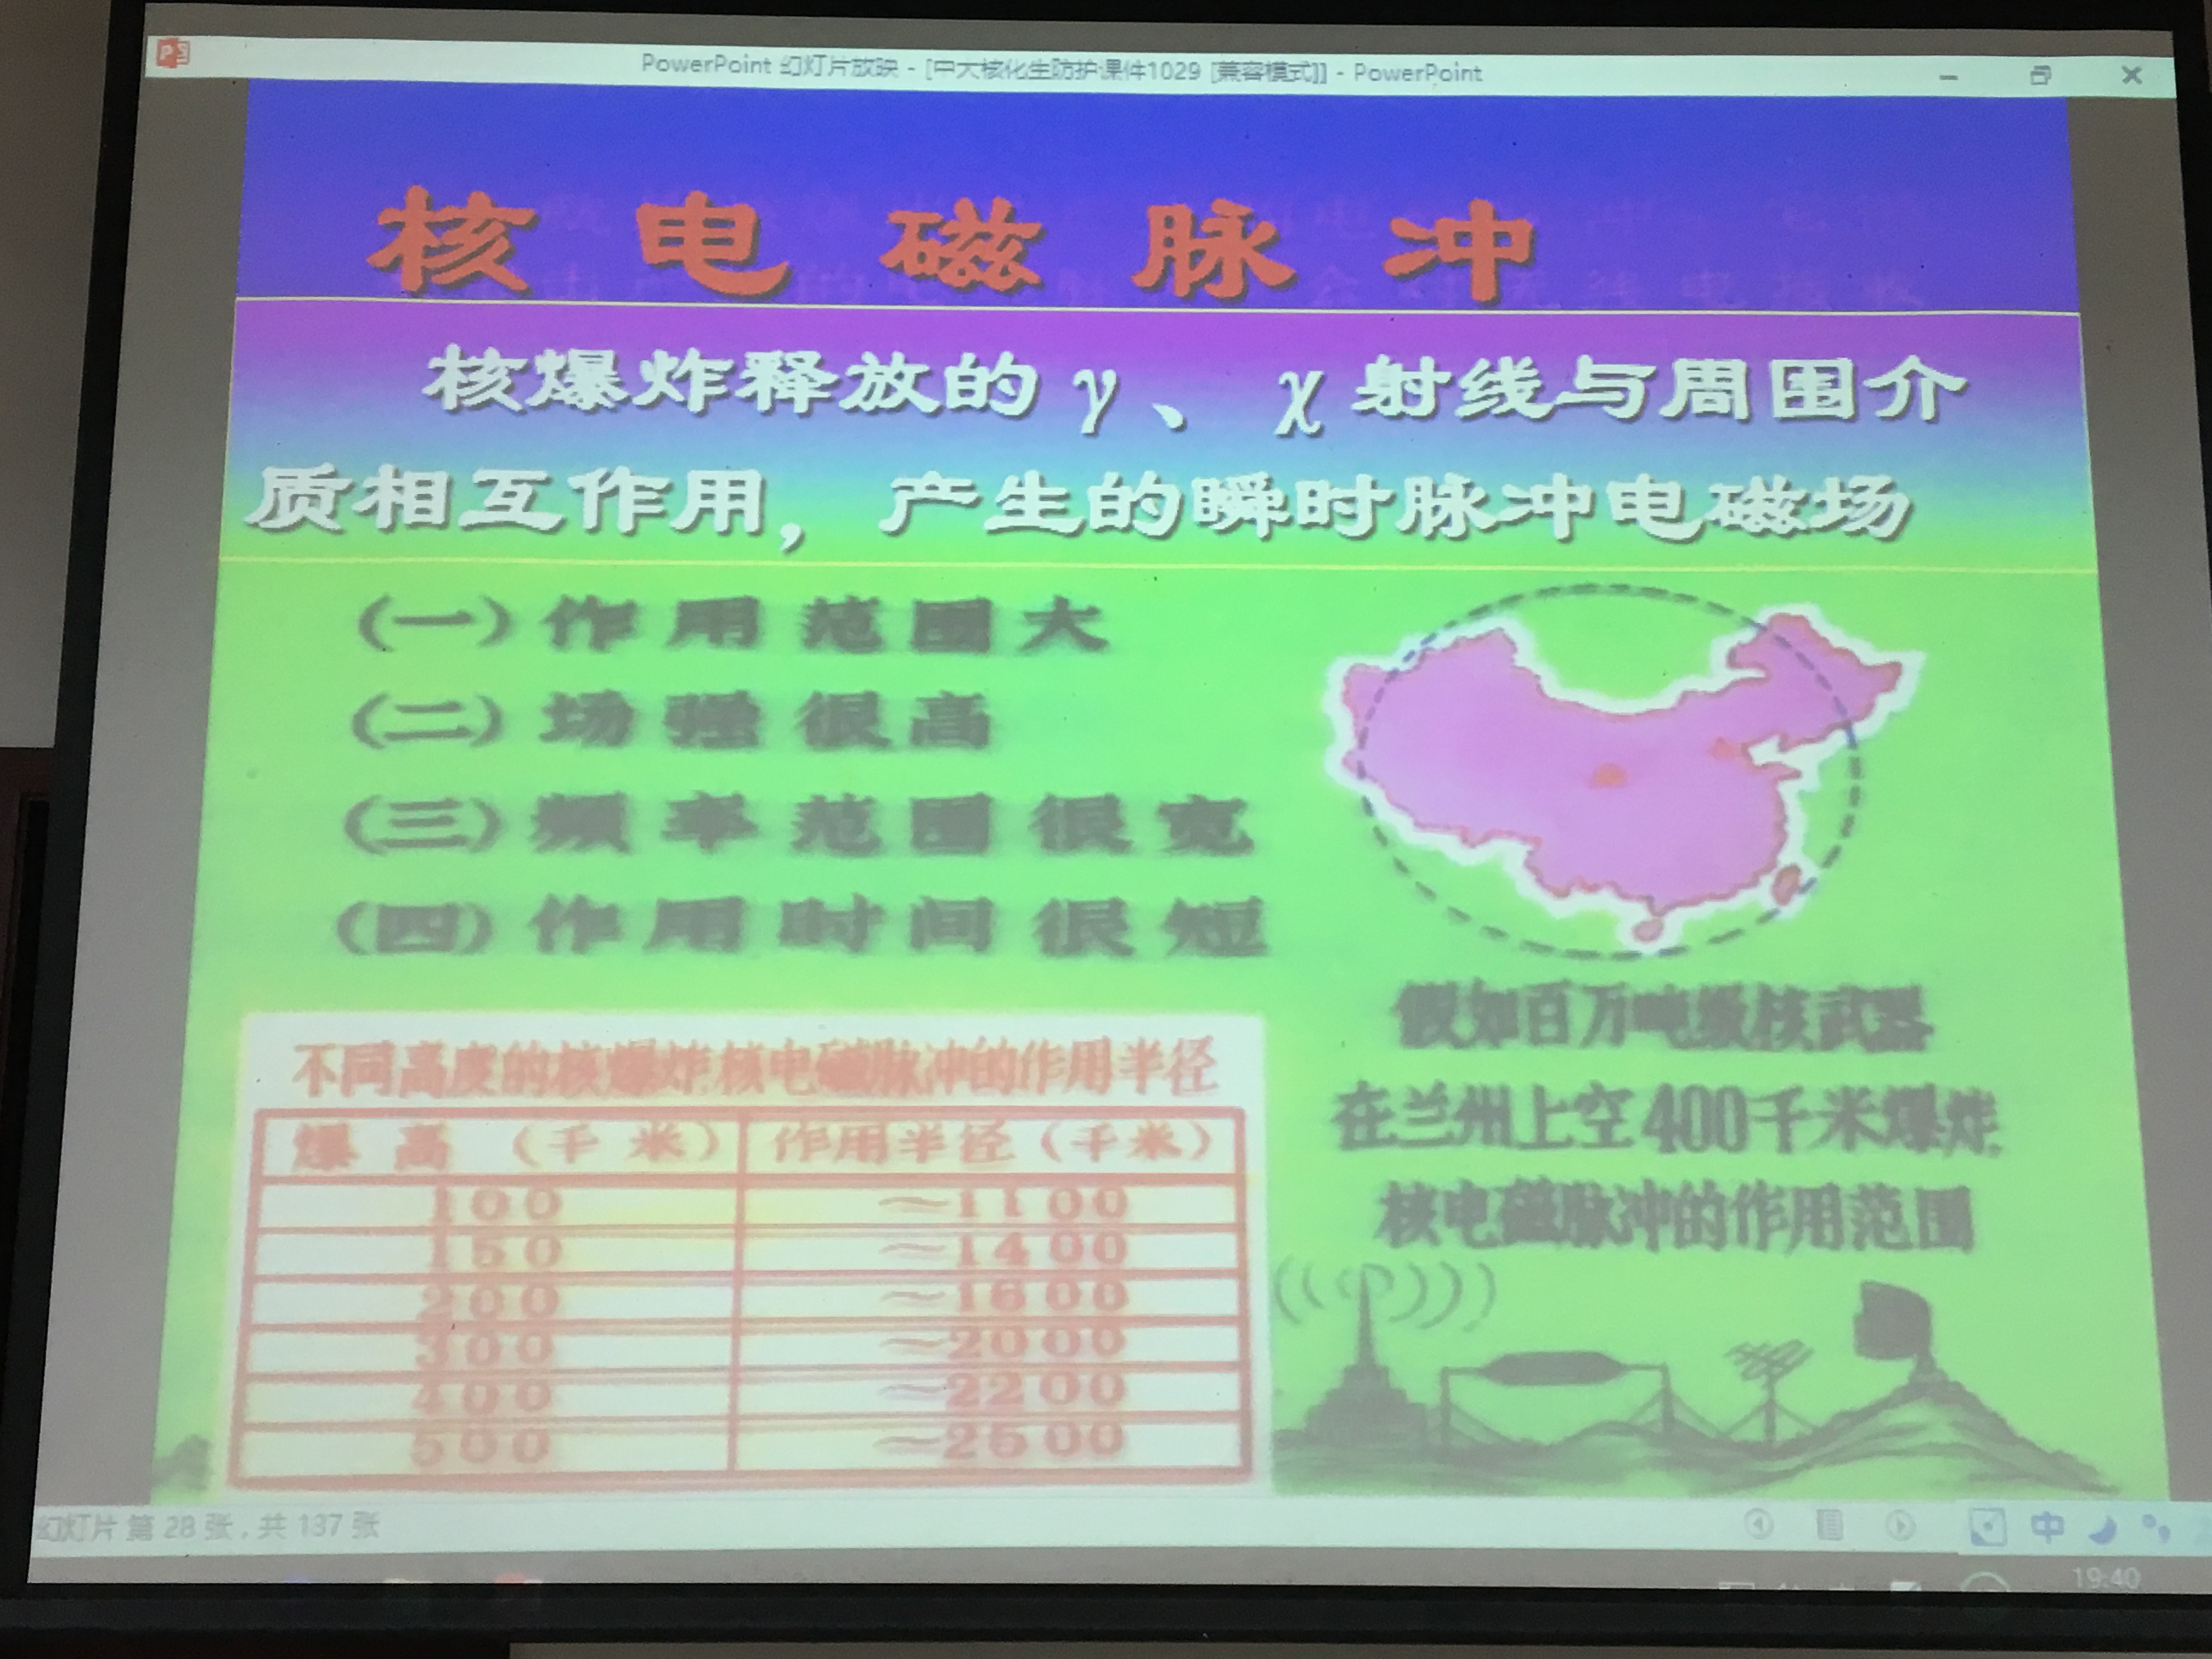 PowerPoint 幻灯片放映 - [中大核化生防护课件1029 [兼容模式]] - PowerPoint
核电磁脉冲
核爆炸释放的 γ 、 χ 射线与周围介
质相互作用，产生的瞬时脉冲电磁场
(一) 作用范围大
(二) 场强很高
(三) 频率范围很宽
(四) 作用时间很短
假如百万吨级核武器
在兰州上空400千米爆炸
核电磁脉冲的作用范围
不同高度的核爆炸核电磁脉冲的作用半径
爆高（千米） 作用半径（千米）
100 ～1100
150 ～1400
200 ～1600
300 ～2000
400 ～2200
500 ～2500
幻灯片 第 28 张，共 137 张
中
19:40